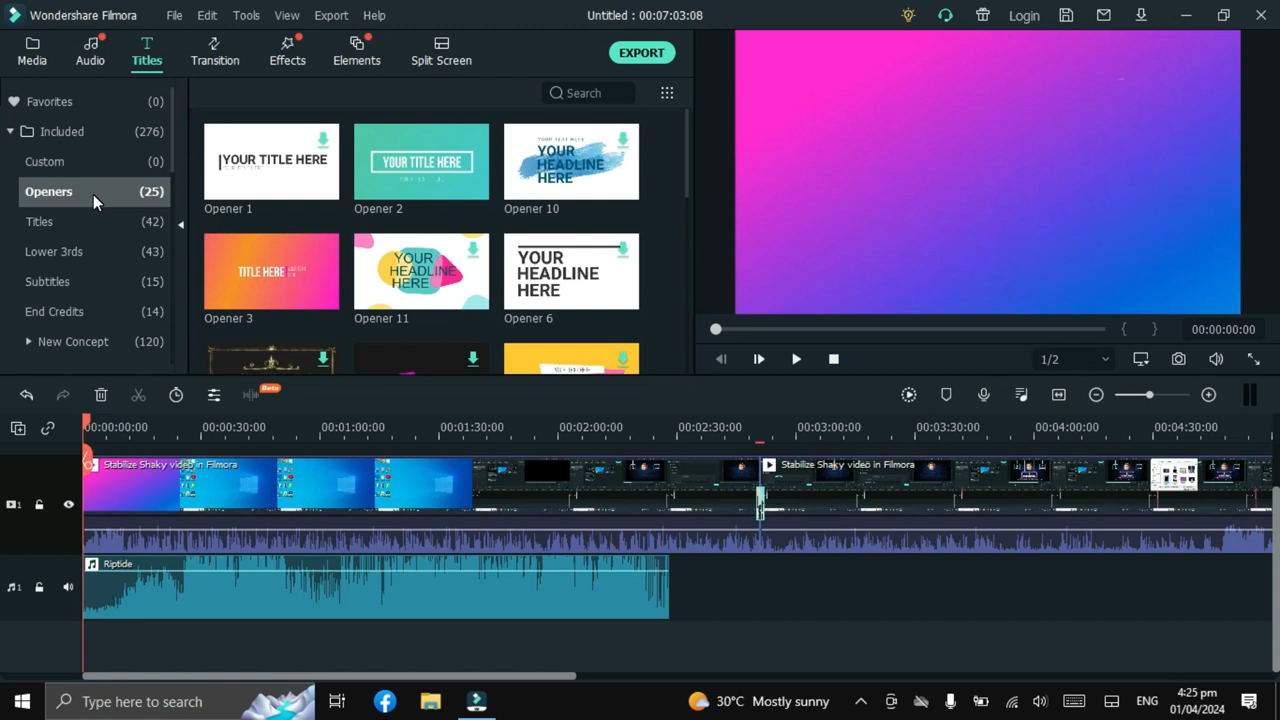 Wondershare Filmora File Edit Tools View Export Help Untitled : 00:07:03:08 Login
Media Audio Titles Transition Effects Elements Split Screen EXPORT
Favorites (0)
Included (276)
Custom (0)
Openers (25)
Titles (42)
Lower 3rds (43)
Subtitles (15)
End Credits (14)
New Concept (120)
Search
YOUR TITLE HERE
Opener 1
YOUR TITLE HERE
Opener 2
YOUR
HEADLINE
HERE
Opener 10
TITLE HERE
Opener 3
YOUR
HEADLINE
HERE
Opener 11
YOUR
HEADLINE
HERE
Opener 6
00:00:00:00
1/2
Beta
00:00:00:00 00:00:30:00 00:01:00:00 00:01:30:00 00:02:00:00 00:02:30:00 00:03:00:00 00:03:30:00 00:04:00:00 00:04:30:00
Stabilize Shaky video in Filmora Stabilize Shaky video in Filmora
1
Riptide
1
Type here to search 30°C Mostly sunny ENG 4:25 pm
01/04/2024